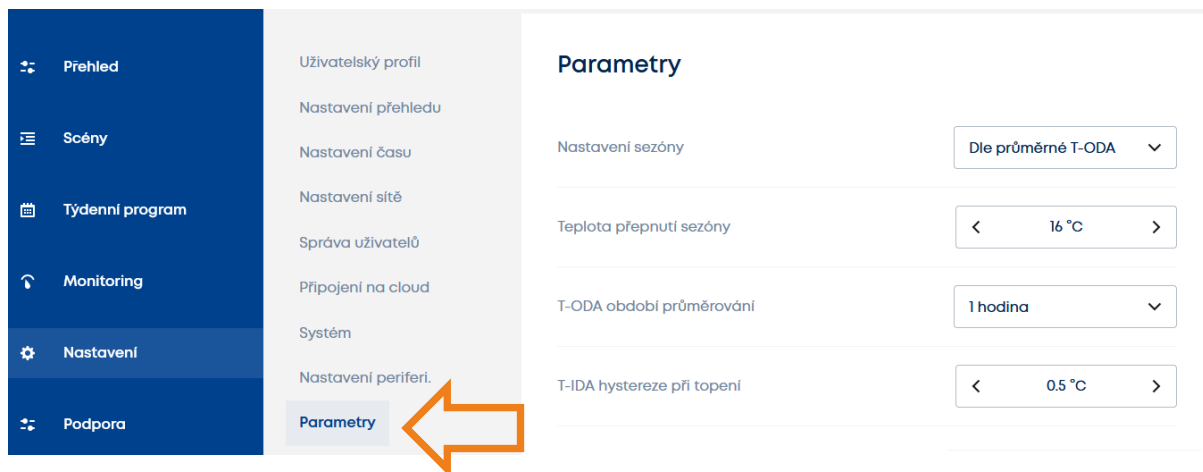 Přehled
Scény
Týdenní program
Monitoring
Nastavení
Podpora
Uživatelský profil
Nastavení přehledu
Nastavení času
Nastavení sítě
Správa uživatelů
Připojení na cloud
Systém
Nastavení periferi.
Parametry
Parametry
Nastavení sezóny
Dle průměrné T-ODA
Teplota přepnutí sezóny
16 °C
T-ODA období průměrování
1 hodina
T-IDA hystereze při topení
0.5 °C